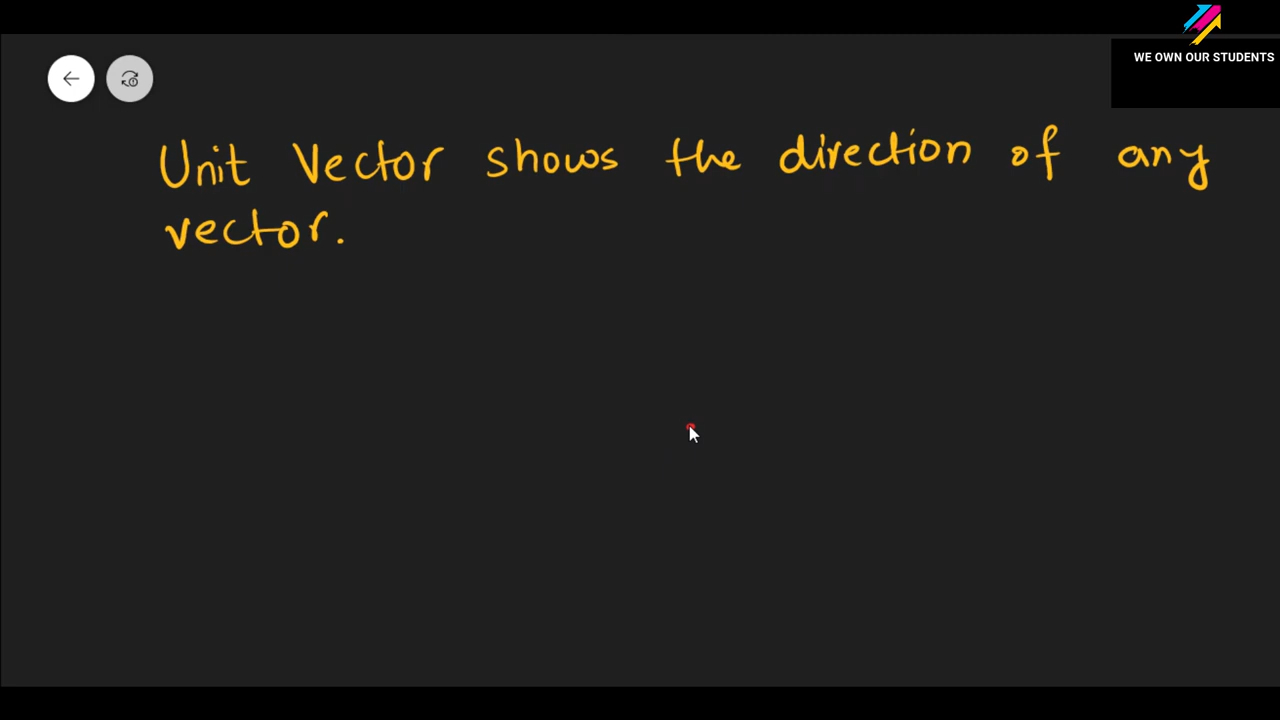 WE OWN OUR STUDENTS
Unit Vector shows the direction of any
vector.